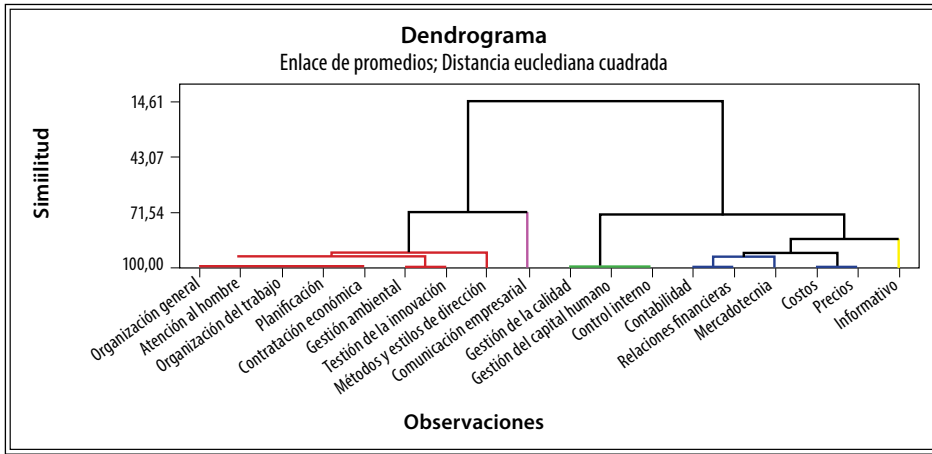 Dendrograma
Enlace de promedios; Distancia euclediana cuadrada
Simiilitud
14,61
43,07
71,54
100,00
Organización general
Atención al hombre
Organización del trabajo
Planificación
Contratación económica
Gestión ambiental
Testión de la innovación
Métodos y estilos de dirección
Comunicación empresarial
Gestión de la calidad
Gestión del capital humano
Control interno
Contabilidad
Relaciones financieras
Mercadotecnia
Costos
Precios
Informativo
Observaciones